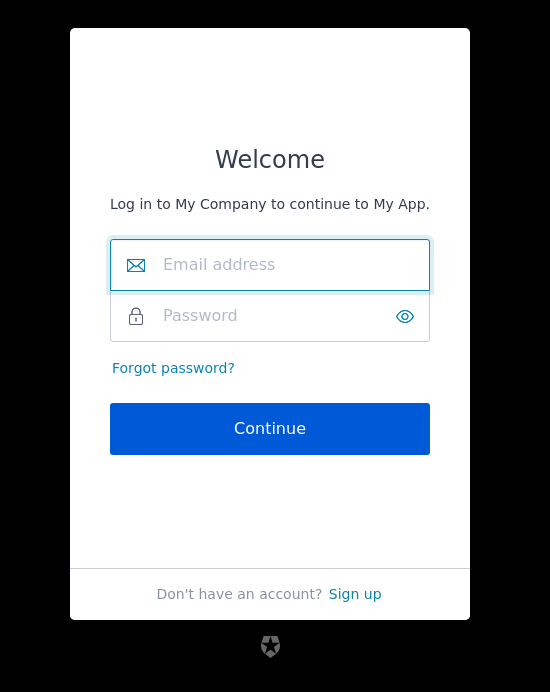 Welcome
Log in to My Company to continue to My App.
Email address
Password
Forgot password?
Continue
Don't have an account? Sign up